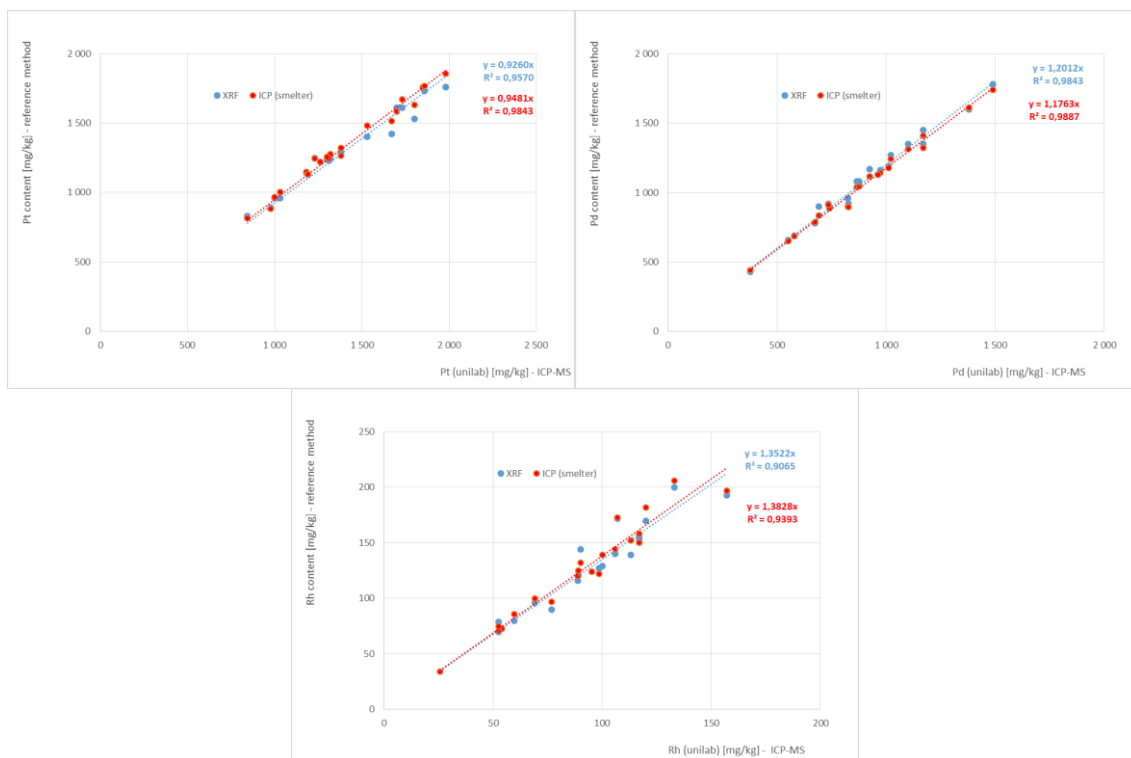 Pt content [mg/kg] - reference method
2 000
1 500
1 000
500
0
0
500
1 000
1 500
2 000
2 500
XRF
ICP (smelter)
y = 0,9260x
R² = 0,9570
y = 0,9481x
R² = 0,9843
Pt (unilab) [mg/kg] - ICP-MS
Pd content [mg/kg] - reference method
2 000
1 500
1 000
500
0
0
500
1 000
1 500
2 000
XRF
ICP (smelter)
y = 1,2012x
R² = 0,9843
y = 1,1763x
R² = 0,9887
Pd (unilab) [mg/kg] - ICP-MS
Rh content [mg/kg] - reference method
250
200
150
100
50
0
0
50
100
150
200
XRF
ICP (smelter)
y = 1,3522x
R² = 0,9065
y = 1,3828x
R² = 0,9393
Rh (unilab) [mg/kg] - ICP-MS